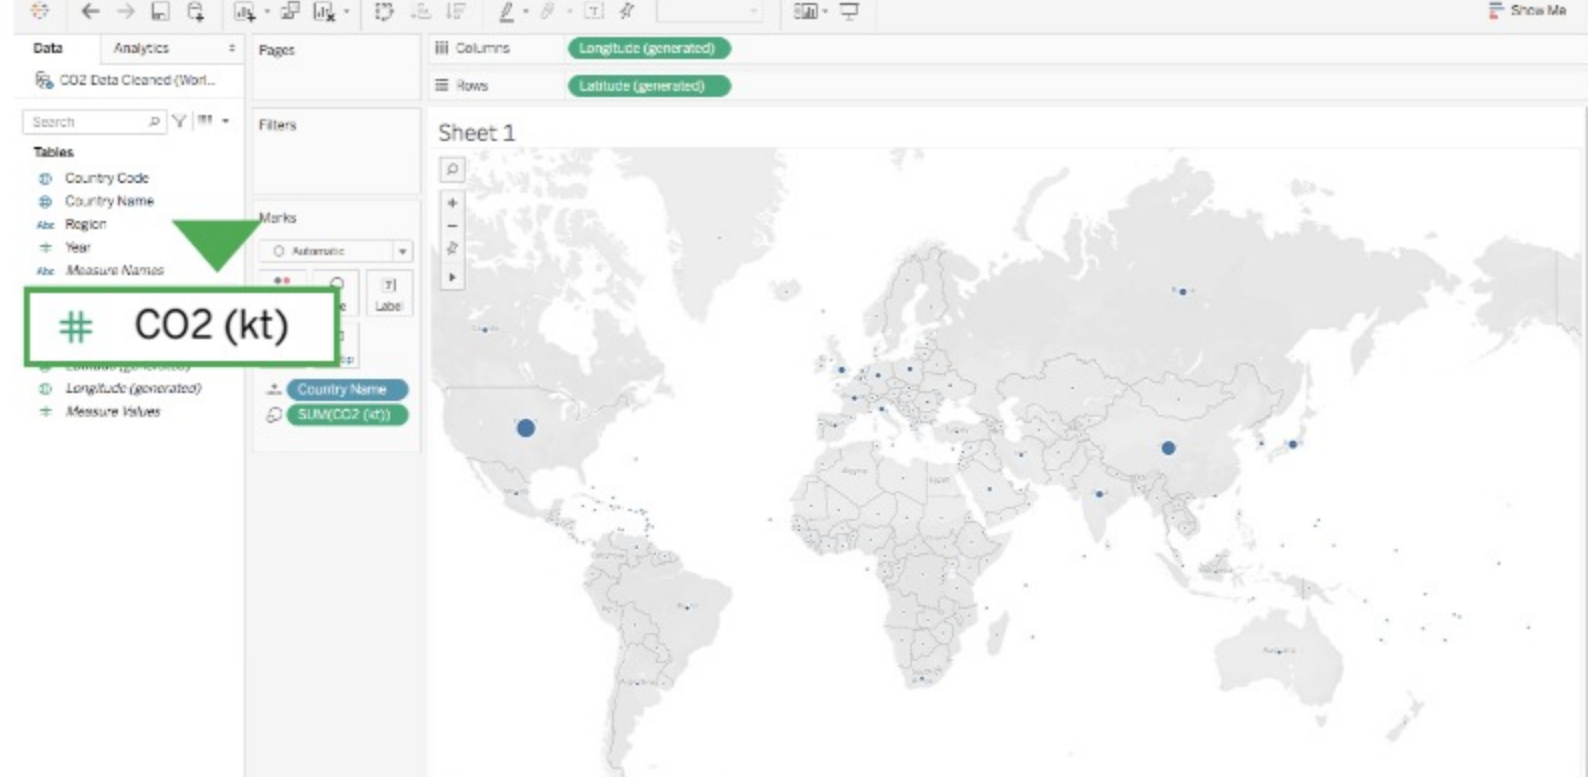 Show Me
Data
Analytics
Pages
Columns
Longitude (generated)
CO2 Data Cleaned (Worl...
Rows
Latitude (generated)
Search
Filters
Sheet 1
Tables
Country Code
Country Name
Abc Region
Marks
Year
Automatic
Abc Measure Names
Label
# CO2 (kt)
Longitude (generated)
Country Name
Measure Values
SUM(CO2 (kt))